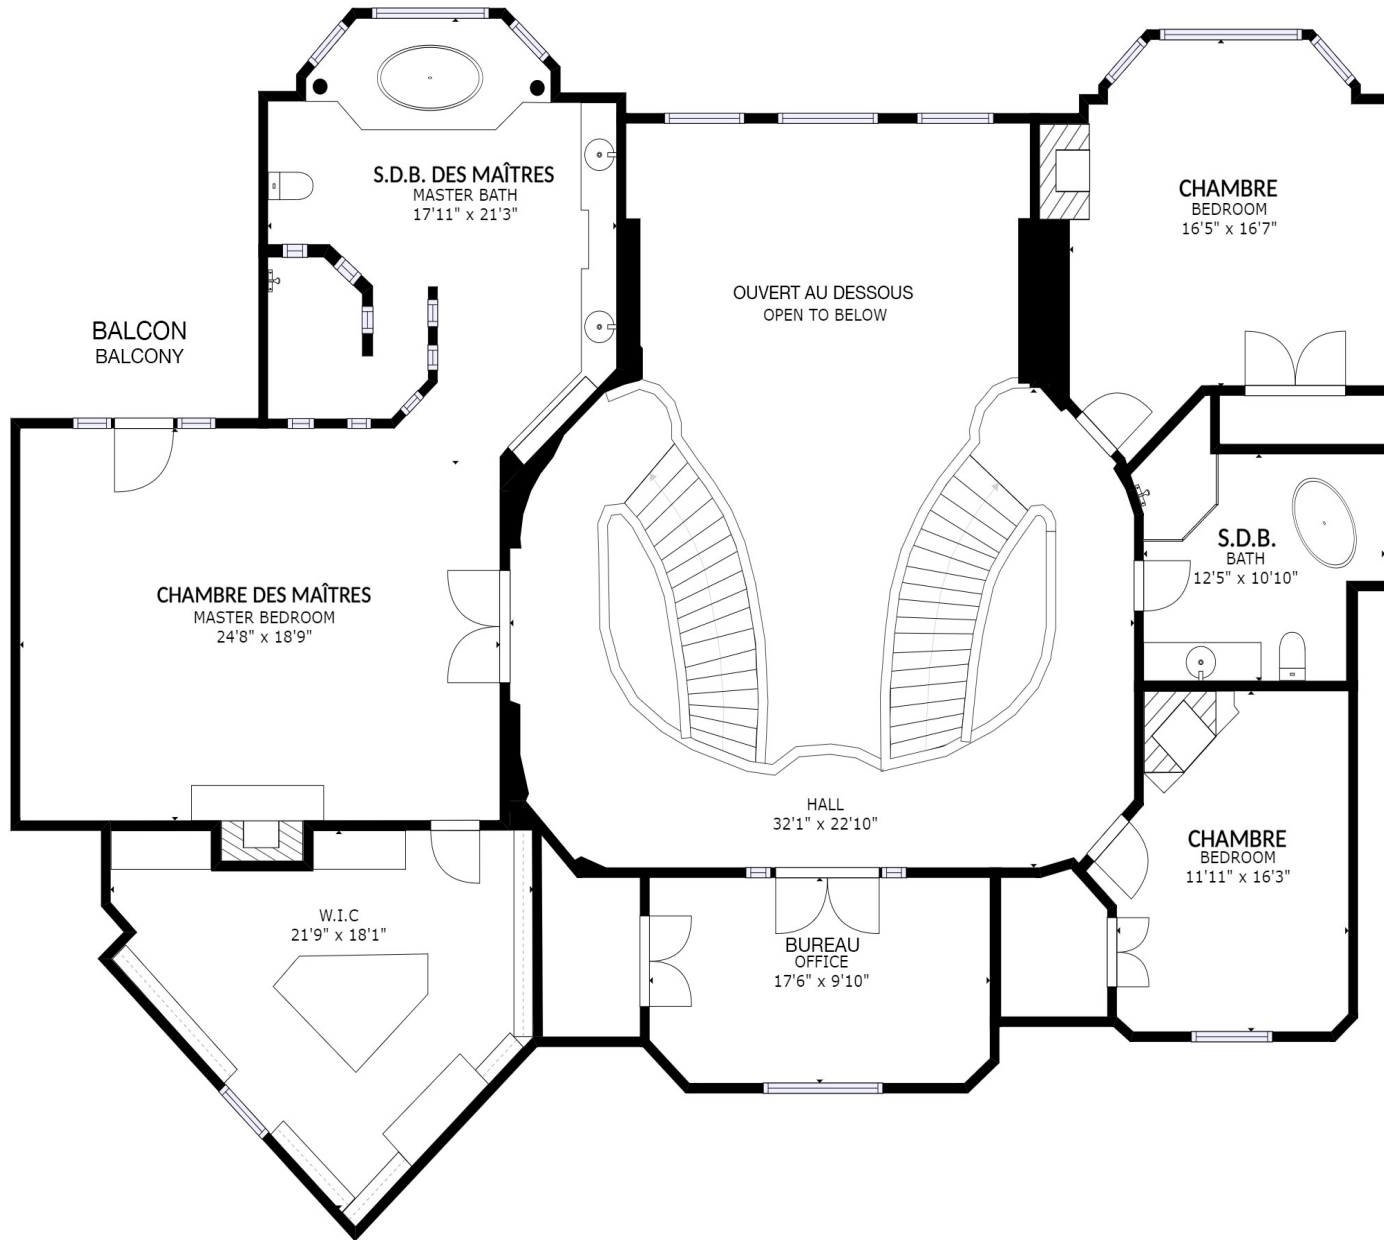 S.D.B. DES MAÎTRES
MASTER BATH
17'11" x 21'3"
CHAMBRE
BEDROOM
16'5" x 16'7"
OUVERT AU DESSOUS
OPEN TO BELOW
BALCON
BALCONY
S.D.B.
BATH
12'5" x 10'10"
CHAMBRE DES MAÎTRES
MASTER BEDROOM
24'8" x 18'9"
HALL
32'1" x 22'10"
CHAMBRE
BEDROOM
11'11" x 16'3"
W.I.C
21'9" x 18'1"
BUREAU
OFFICE
17'6" x 9'10"